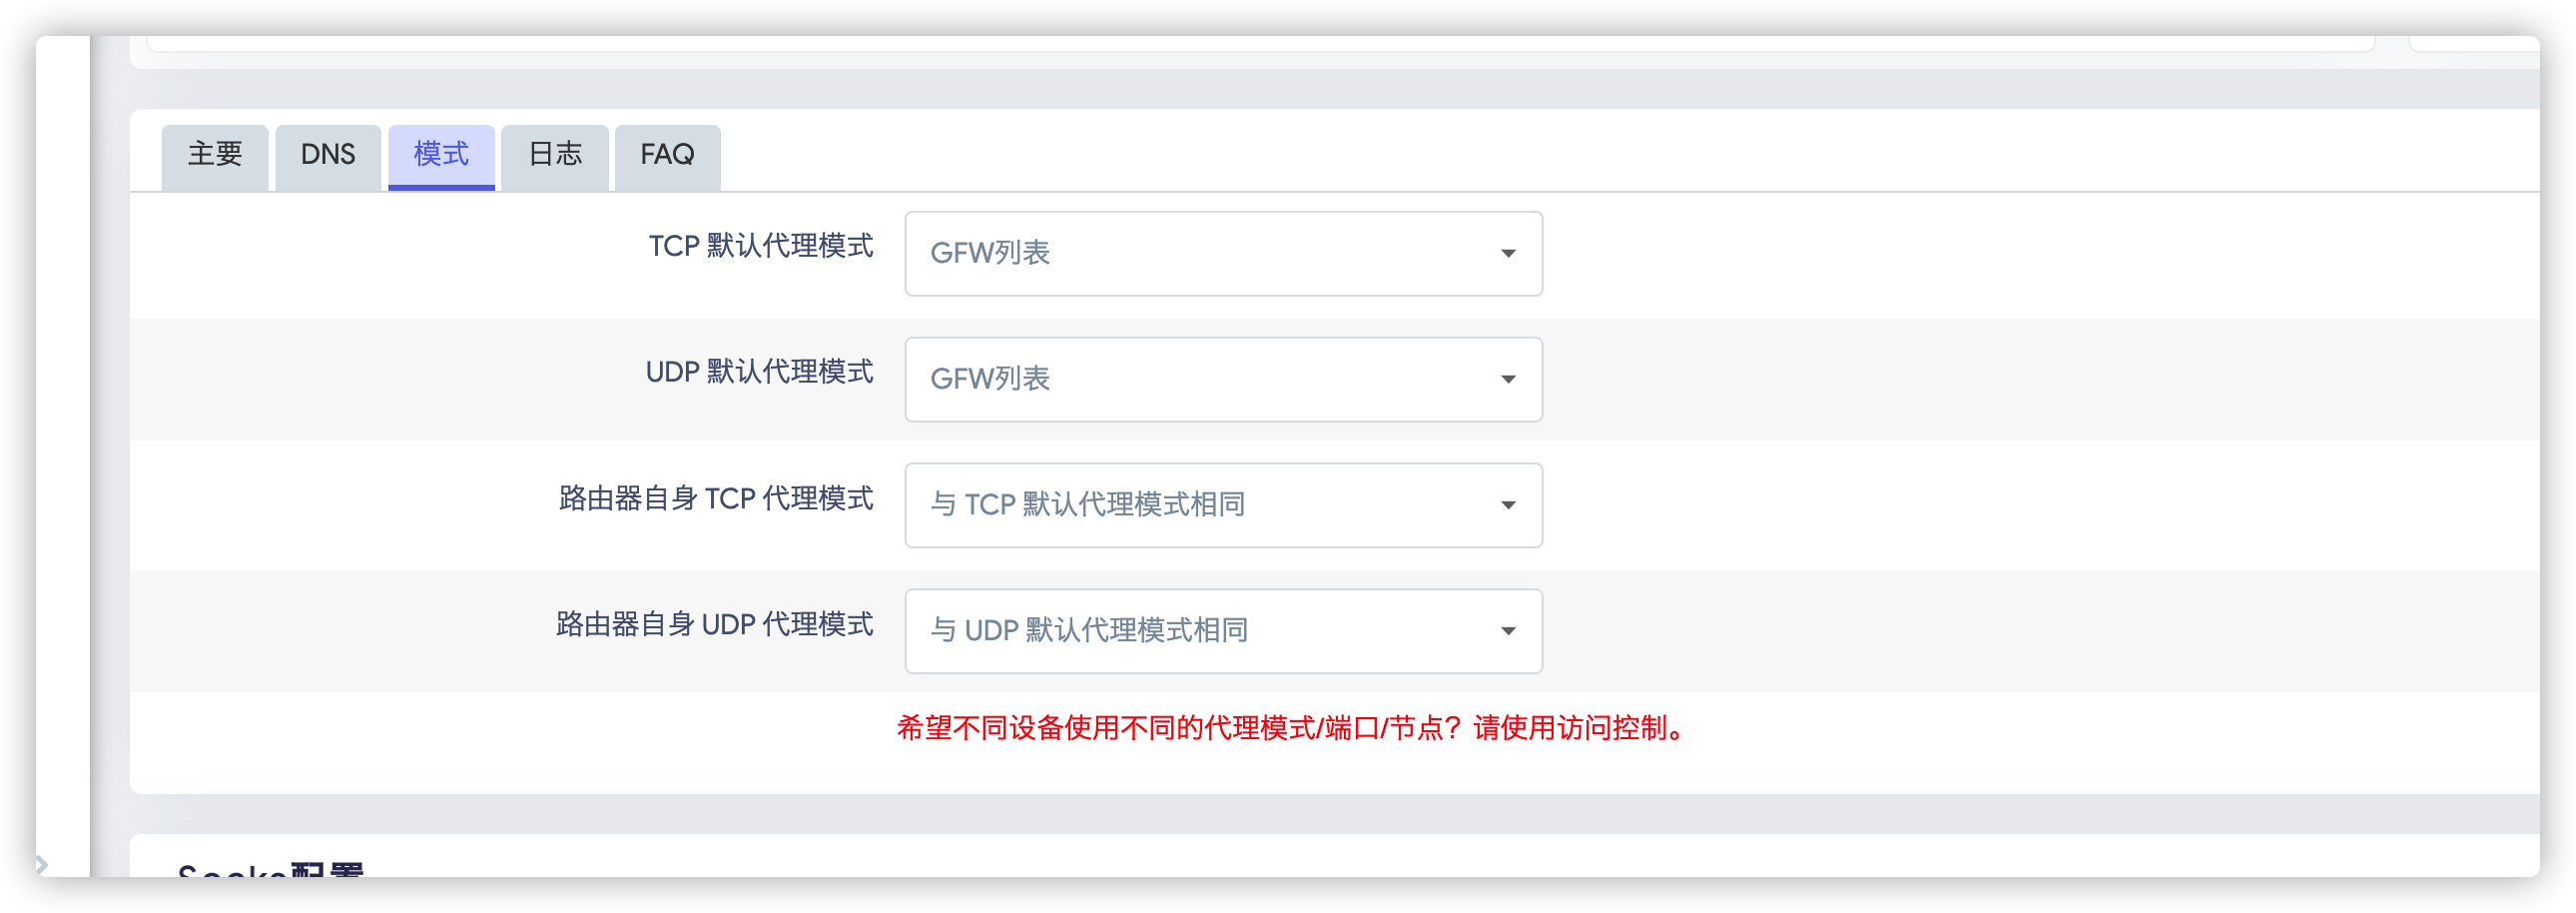 主要 DNS 模式 日志 FAQ
TCP 默认代理模式 GFW列表
UDP 默认代理模式 GFW列表
路由器自身 TCP 代理模式 与 TCP 默认代理模式相同
路由器自身 UDP 代理模式 与 UDP 默认代理模式相同
希望不同设备使用不同的代理模式/端口/节点？请使用访问控制。
Socks配置